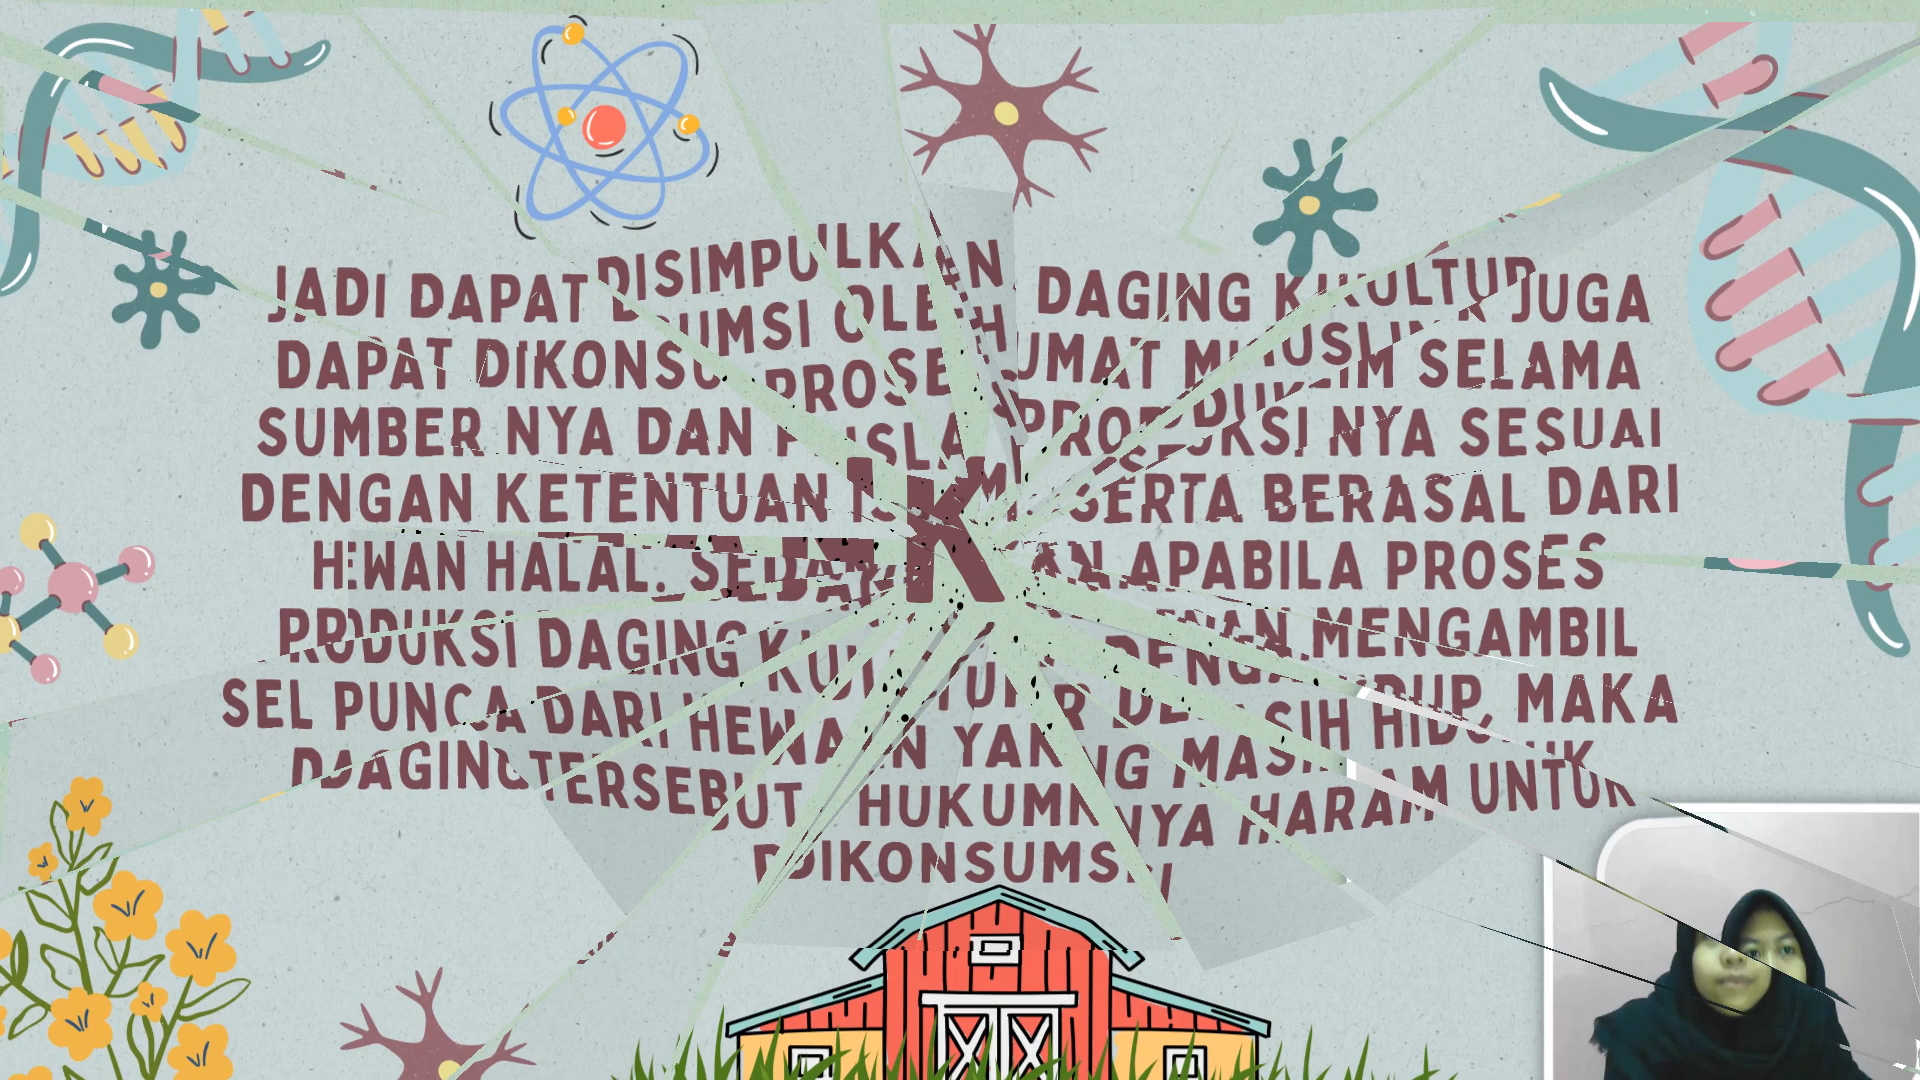 JADI DAPAT DISIMPULKAN DAGING KULTUR JUGA
DAPAT DIKONSUMSI OLEH UMAT MUSLIM SELAMA
SUMBER NYA DAN PROSES PRODUKSI NYA SESUAI
DENGAN KETENTUAN ISLAM SERTA BERASAL DARI
HEWAN HALAL. SEDANGKAN APABILA PROSES
PRODUKSI DAGING KULTUR DENGAN MENGAMBIL
SEL PUNCA DARI HEWAN YANG MASIH HIDUP, MAKA
DAGING TERSEBUT HUKUMNYA HARAM UNTUK
DIKONSUMSI
K